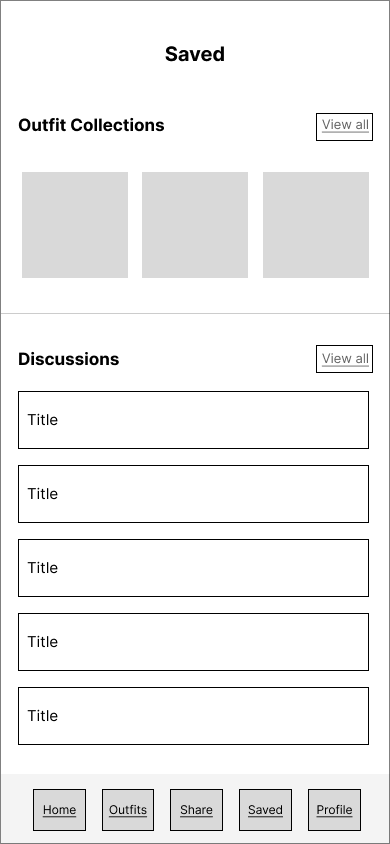 Saved
Outfit Collections View all
Discussions View all
Title
Title
Title
Title
Title
Home Outfits Share Saved Profile